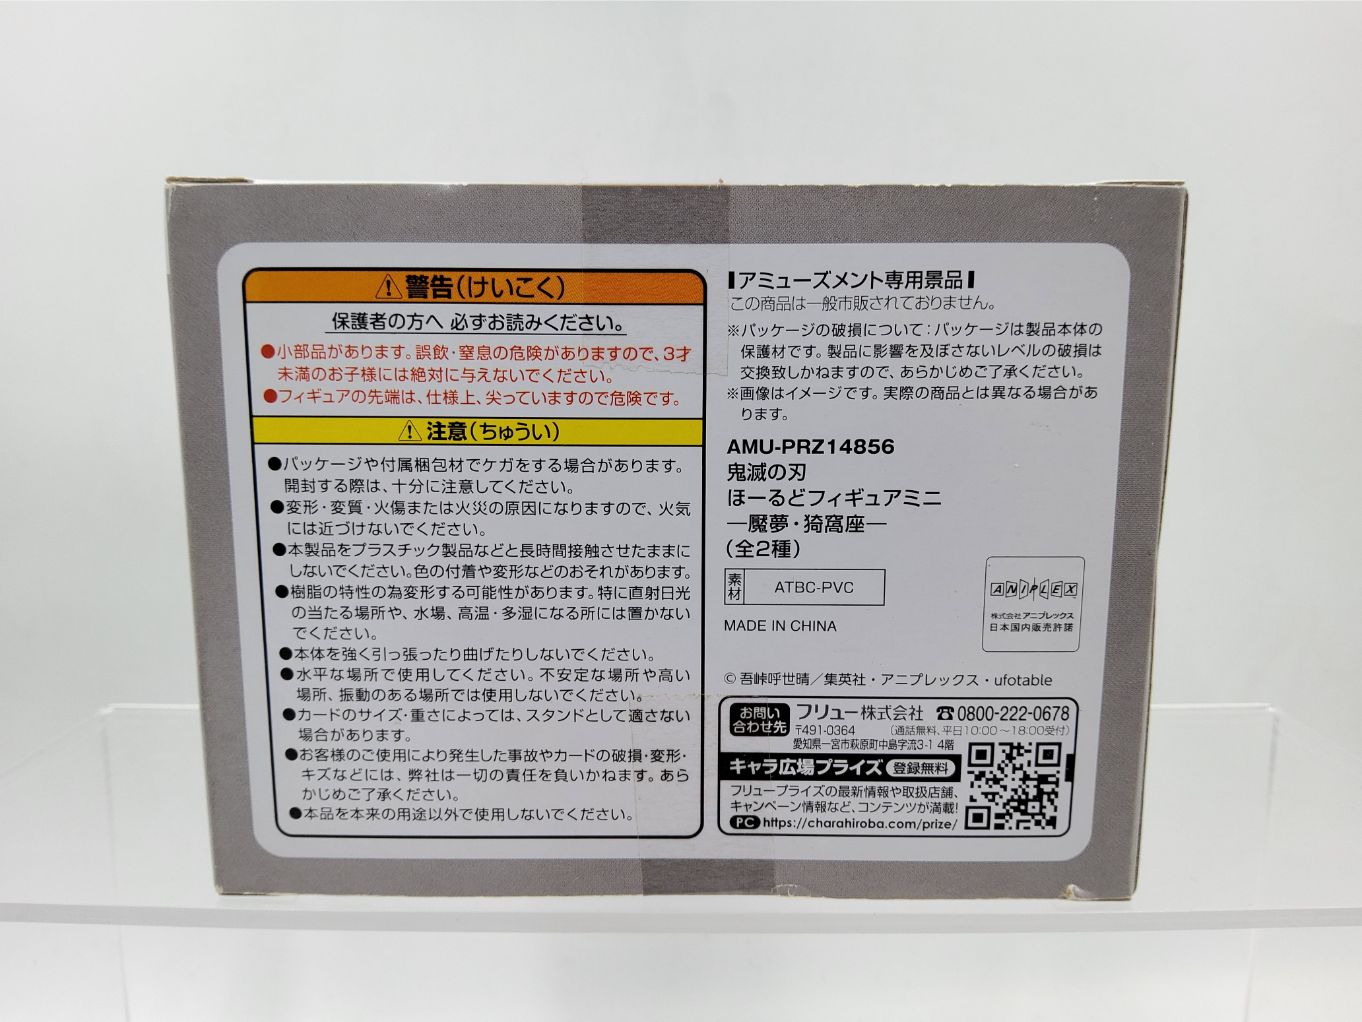 ⚠警告(けいこく)
保護者の方へ 必ずお読みください。
●小部品があります。誤飲・窒息の危険がありますので、3才
未満のお子様には絶対に与えないでください。
●フィギュアの先端は、仕様上、尖っていますので危険です。
⚠注意(ちゅうい)
●パッケージや付属梱包材でケガをする場合があります。
開封する際は、十分に注意してください。
●変形・変質・火傷または火災の原因になりますので、火気
には近づけないでください。
●本製品をプラスチック製品などと長時間接触させたままに
しないでください。色の付着や変形などのおそれがあります。
●樹脂の特性の為変形する可能性があります。特に直射日光
の当たる場所や、水場、高温・多湿になる所には置かない
でください。
●本体を強く引っ張ったり曲げたりしないでください。
●水平な場所で使用してください。不安定な場所や高い
場所、振動のある場所では使用しないでください。
●カードのサイズ・重さによっては、スタンドとして適さない
場合があります。
●お客様のご使用により発生した事故やカードの破損・変形・
キズなどには、弊社は一切の責任を負いかねます。あら
かじめご了承ください。
●本品を本来の用途以外で使用しないでください。
アミューズメント専用景品
この商品は一般市販されておりません。
※パッケージの破損について:パッケージは製品本体の
保護材です。製品に影響を及ぼさないレベルの破損は
交換致しかねますので、あらかじめご了承ください。
※画像はイメージです。実際の商品とは異なる場合があ
ります。
AMU-PRZ14856
鬼滅の刃
ほーるどフィギュアミニ
―魘夢・猗窩座―
(全2種)
素材 ATBC-PVC
MADE IN CHINA
ANIPLEX
株式会社アニプレックス
日本国内販売許諾
© 吾峠呼世晴／集英社・アニプレックス・ufotable
お問い合わせ先 フリュー株式会社 ☎0800-222-0678
〒491-0364 (通話無料、平日10:00～18:00受付)
愛知県一宮市萩原町中島字流3-1 4階
キャラ広場プライズ 登録無料
フリュープライズの最新情報や取扱店舗、
キャンペーン情報など、コンテンツが満載!
PC https://charahiroba.com/prize/